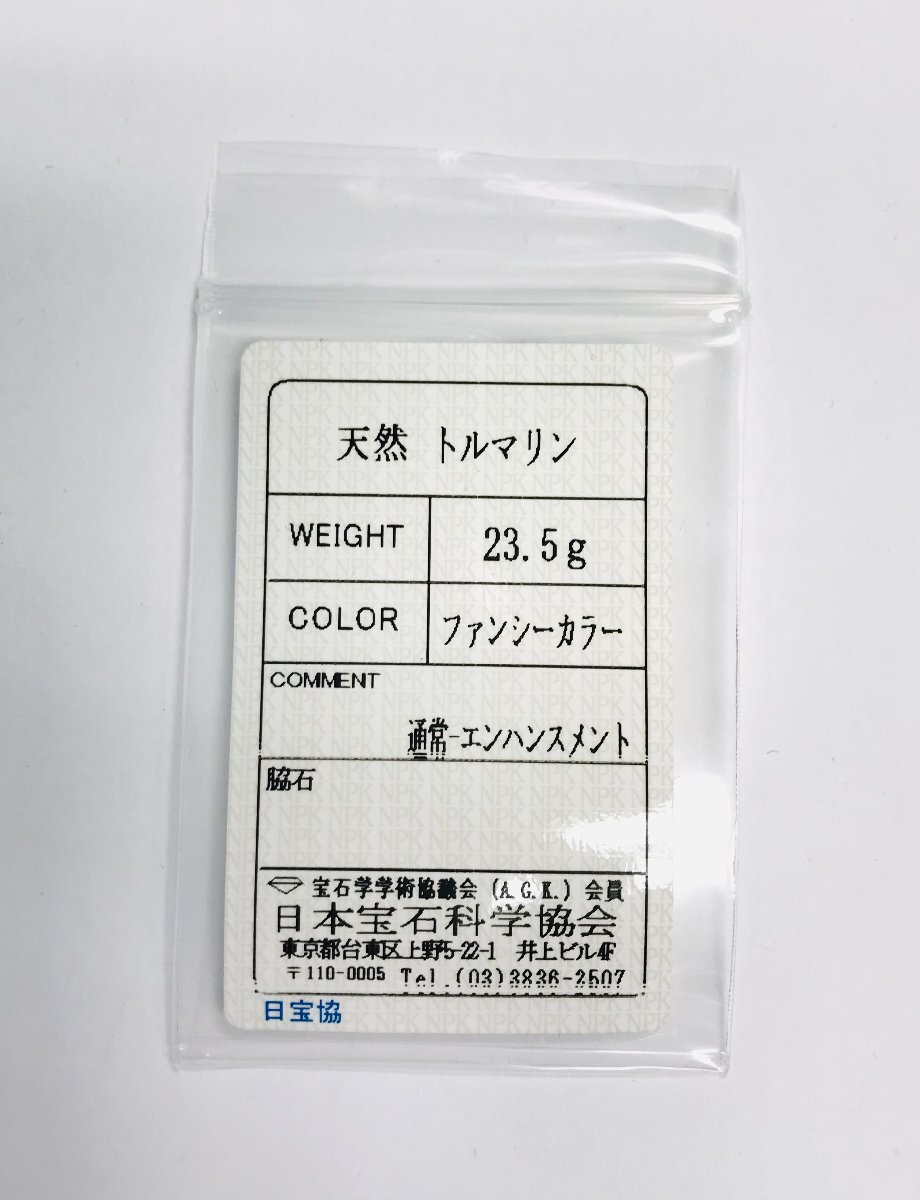 天然 トルマリン
WEIGHT 23.5g
COLOR ファンシーカラー
COMMENT
通常-エンハンスメント
脇石
宝石学学術協議会 (A.G.K.) 会員
日本宝石科学協会
東京都台東区上野5-22-1 井上ビル4F
〒110-0005 Tel.(03)3836-2507
日宝協